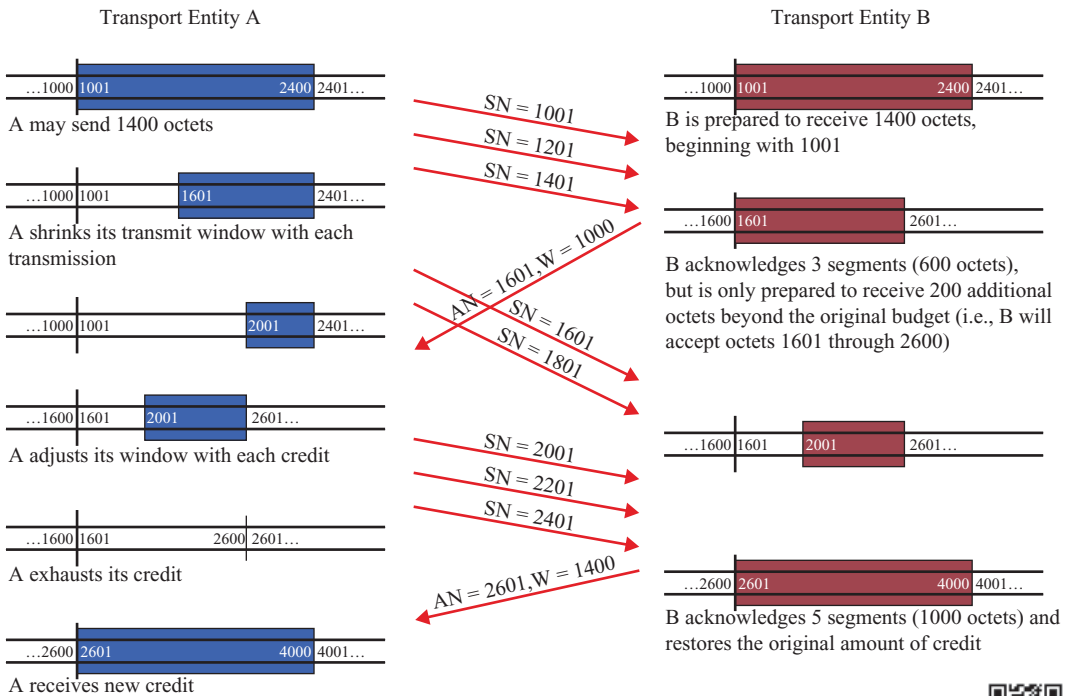 Transport Entity A
Transport Entity B
…1000 1001 2400 2401…
A may send 1400 octets
SN = 1001
SN = 1201
SN = 1401
…1000 1001 2400 2401…
B is prepared to receive 1400 octets,
beginning with 1001
…1000 1001 1601 2401…
A shrinks its transmit window with each
transmission
AN = 1601, W = 1000
…1600 1601 2601…
B acknowledges 3 segments (600 octets),
but is only prepared to receive 200 additional
octets beyond the original budget (i.e., B will
accept octets 1601 through 2600)
…1000 1001 2001 2401…
SN = 1601
SN = 1801
…1600 1601 2001 2601…
A adjusts its window with each credit
…1600 1601 2001 2601…
SN = 2001
SN = 2201
SN = 2401
…1600 1601 2600 2601…
A exhausts its credit
AN = 2601, W = 1400
…2600 2601 4000 4001…
B acknowledges 5 segments (1000 octets) and
restores the original amount of credit
…2600 2601 4000 4001…
A receives new credit